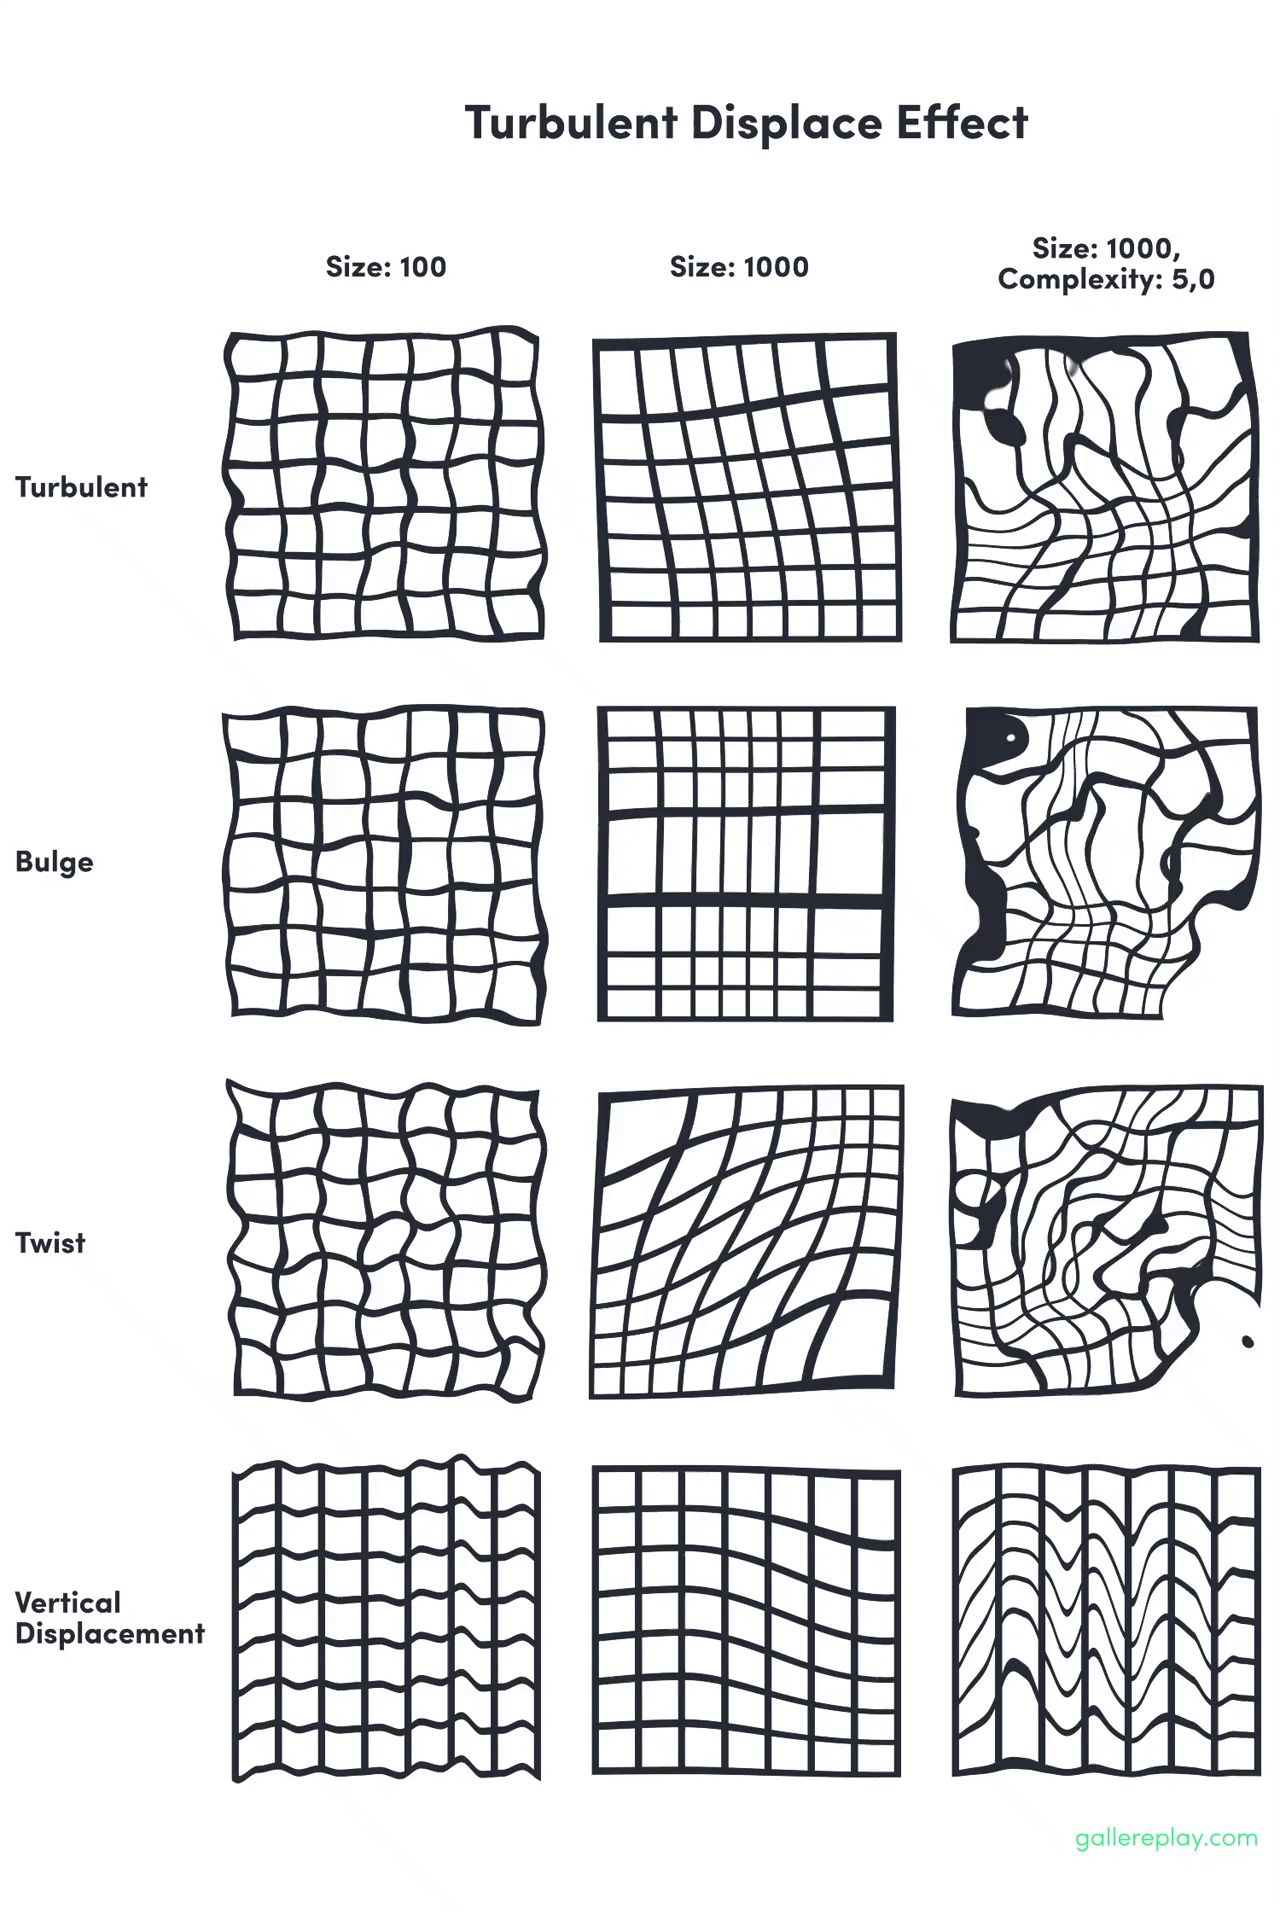 Turbulent Displace Effect
Size: 100
Size: 1000
Size: 1000,
Complexity: 5,0
Turbulent
Bulge
Twist
Vertical
Displacement
gallereplay.com